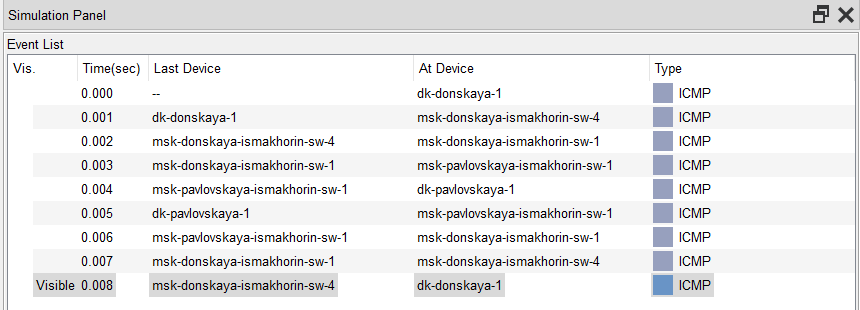 Simulation Panel
Event List
Vis. Time(sec) Last Device At Device Type
0.000 -- dk-donskaya-1 ICMP
0.001 dk-donskaya-1 msk-donskaya-ismakhorin-sw-4 ICMP
0.002 msk-donskaya-ismakhorin-sw-4 msk-donskaya-ismakhorin-sw-1 ICMP
0.003 msk-donskaya-ismakhorin-sw-1 msk-pavlovskaya-ismakhorin-sw-1 ICMP
0.004 msk-pavlovskaya-ismakhorin-sw-1 dk-pavlovskaya-1 ICMP
0.005 dk-pavlovskaya-1 msk-pavlovskaya-ismakhorin-sw-1 ICMP
0.006 msk-pavlovskaya-ismakhorin-sw-1 msk-donskaya-ismakhorin-sw-1 ICMP
0.007 msk-donskaya-ismakhorin-sw-1 msk-donskaya-ismakhorin-sw-4 ICMP
Visible 0.008 msk-donskaya-ismakhorin-sw-4 dk-donskaya-1 ICMP